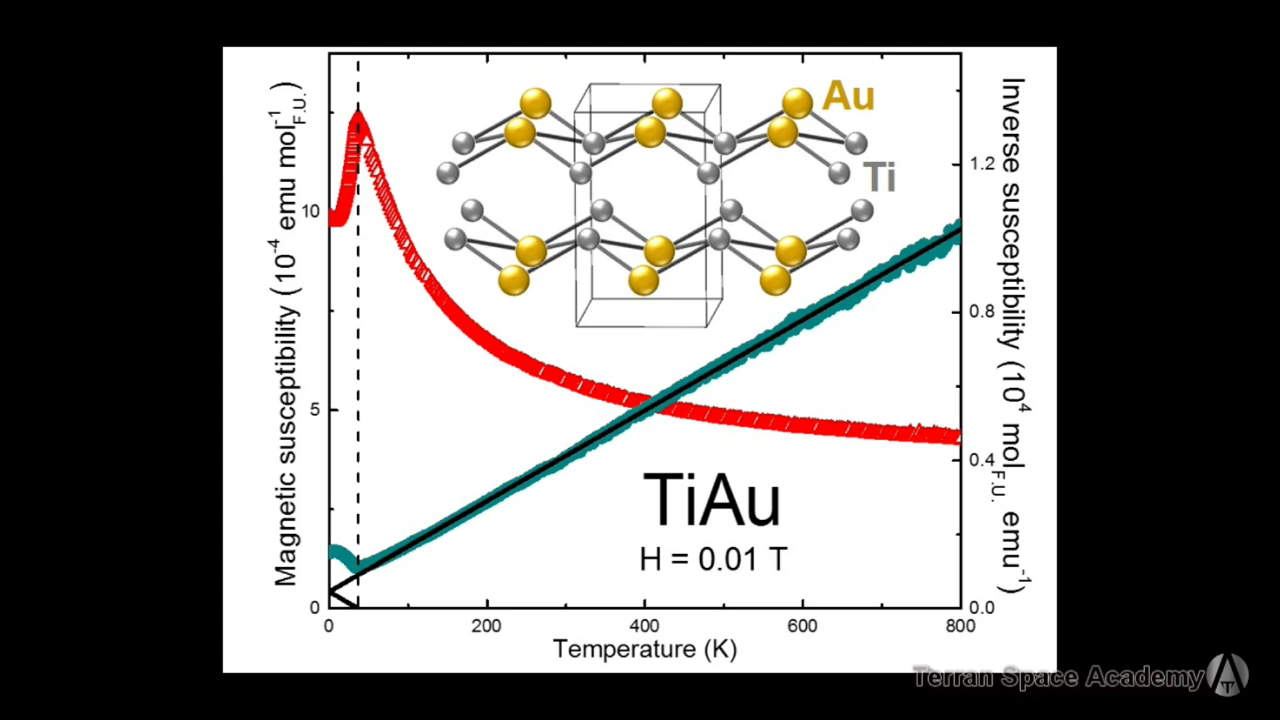 Magnetic susceptibility (10⁻⁴ emu mol⁻¹F.U.)
10
5
0
Au
Ti
TiAu
H = 0.01 T
1.2
0.8
0.4
0.0
Inverse susceptibility (10⁴ molF.U. emu⁻¹)
0 200 400 600 800
Temperature (K)
Terran Space Academy